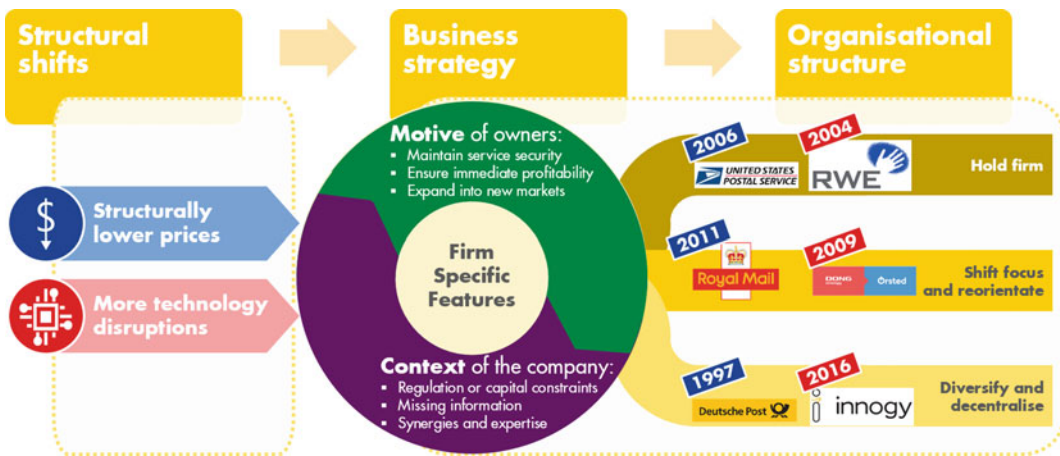 Structural
shifts
Business
strategy
Organisational
structure
$
Structurally
lower prices
More technology
disruptions
Motive of owners:
▪ Maintain service security
▪ Ensure immediate profitability
▪ Expand into new markets
Firm
Specific
Features
Context of the company:
▪ Regulation or capital constraints
▪ Missing information
▪ Synergies and expertise
2006
UNITED STATES
POSTAL SERVICE
2004
RWE
Hold firm
2011
Royal Mail
2009
DONG
Ørsted
Shift focus
and reorientate
1997
Deutsche Post
2016
innogy
Diversify and
decentralise